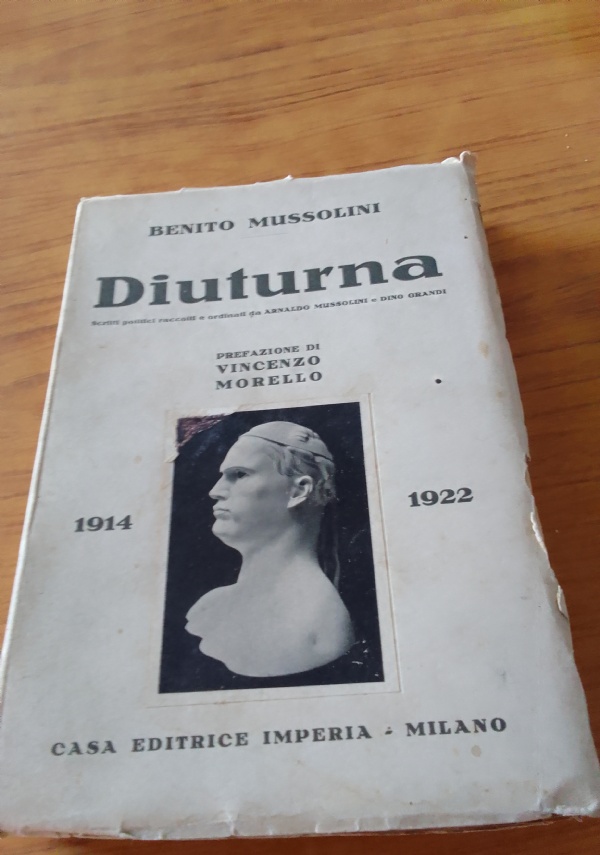 BENITO MUSSOLINI
Diuturna
Scritti politici raccolti e ordinati da ARNALDO MUSSOLINI e DINO GRANDI
PREFAZIONE DI
VINCENZO
MORELLO
1914
1922
CASA EDITRICE IMPERIA - MILANO